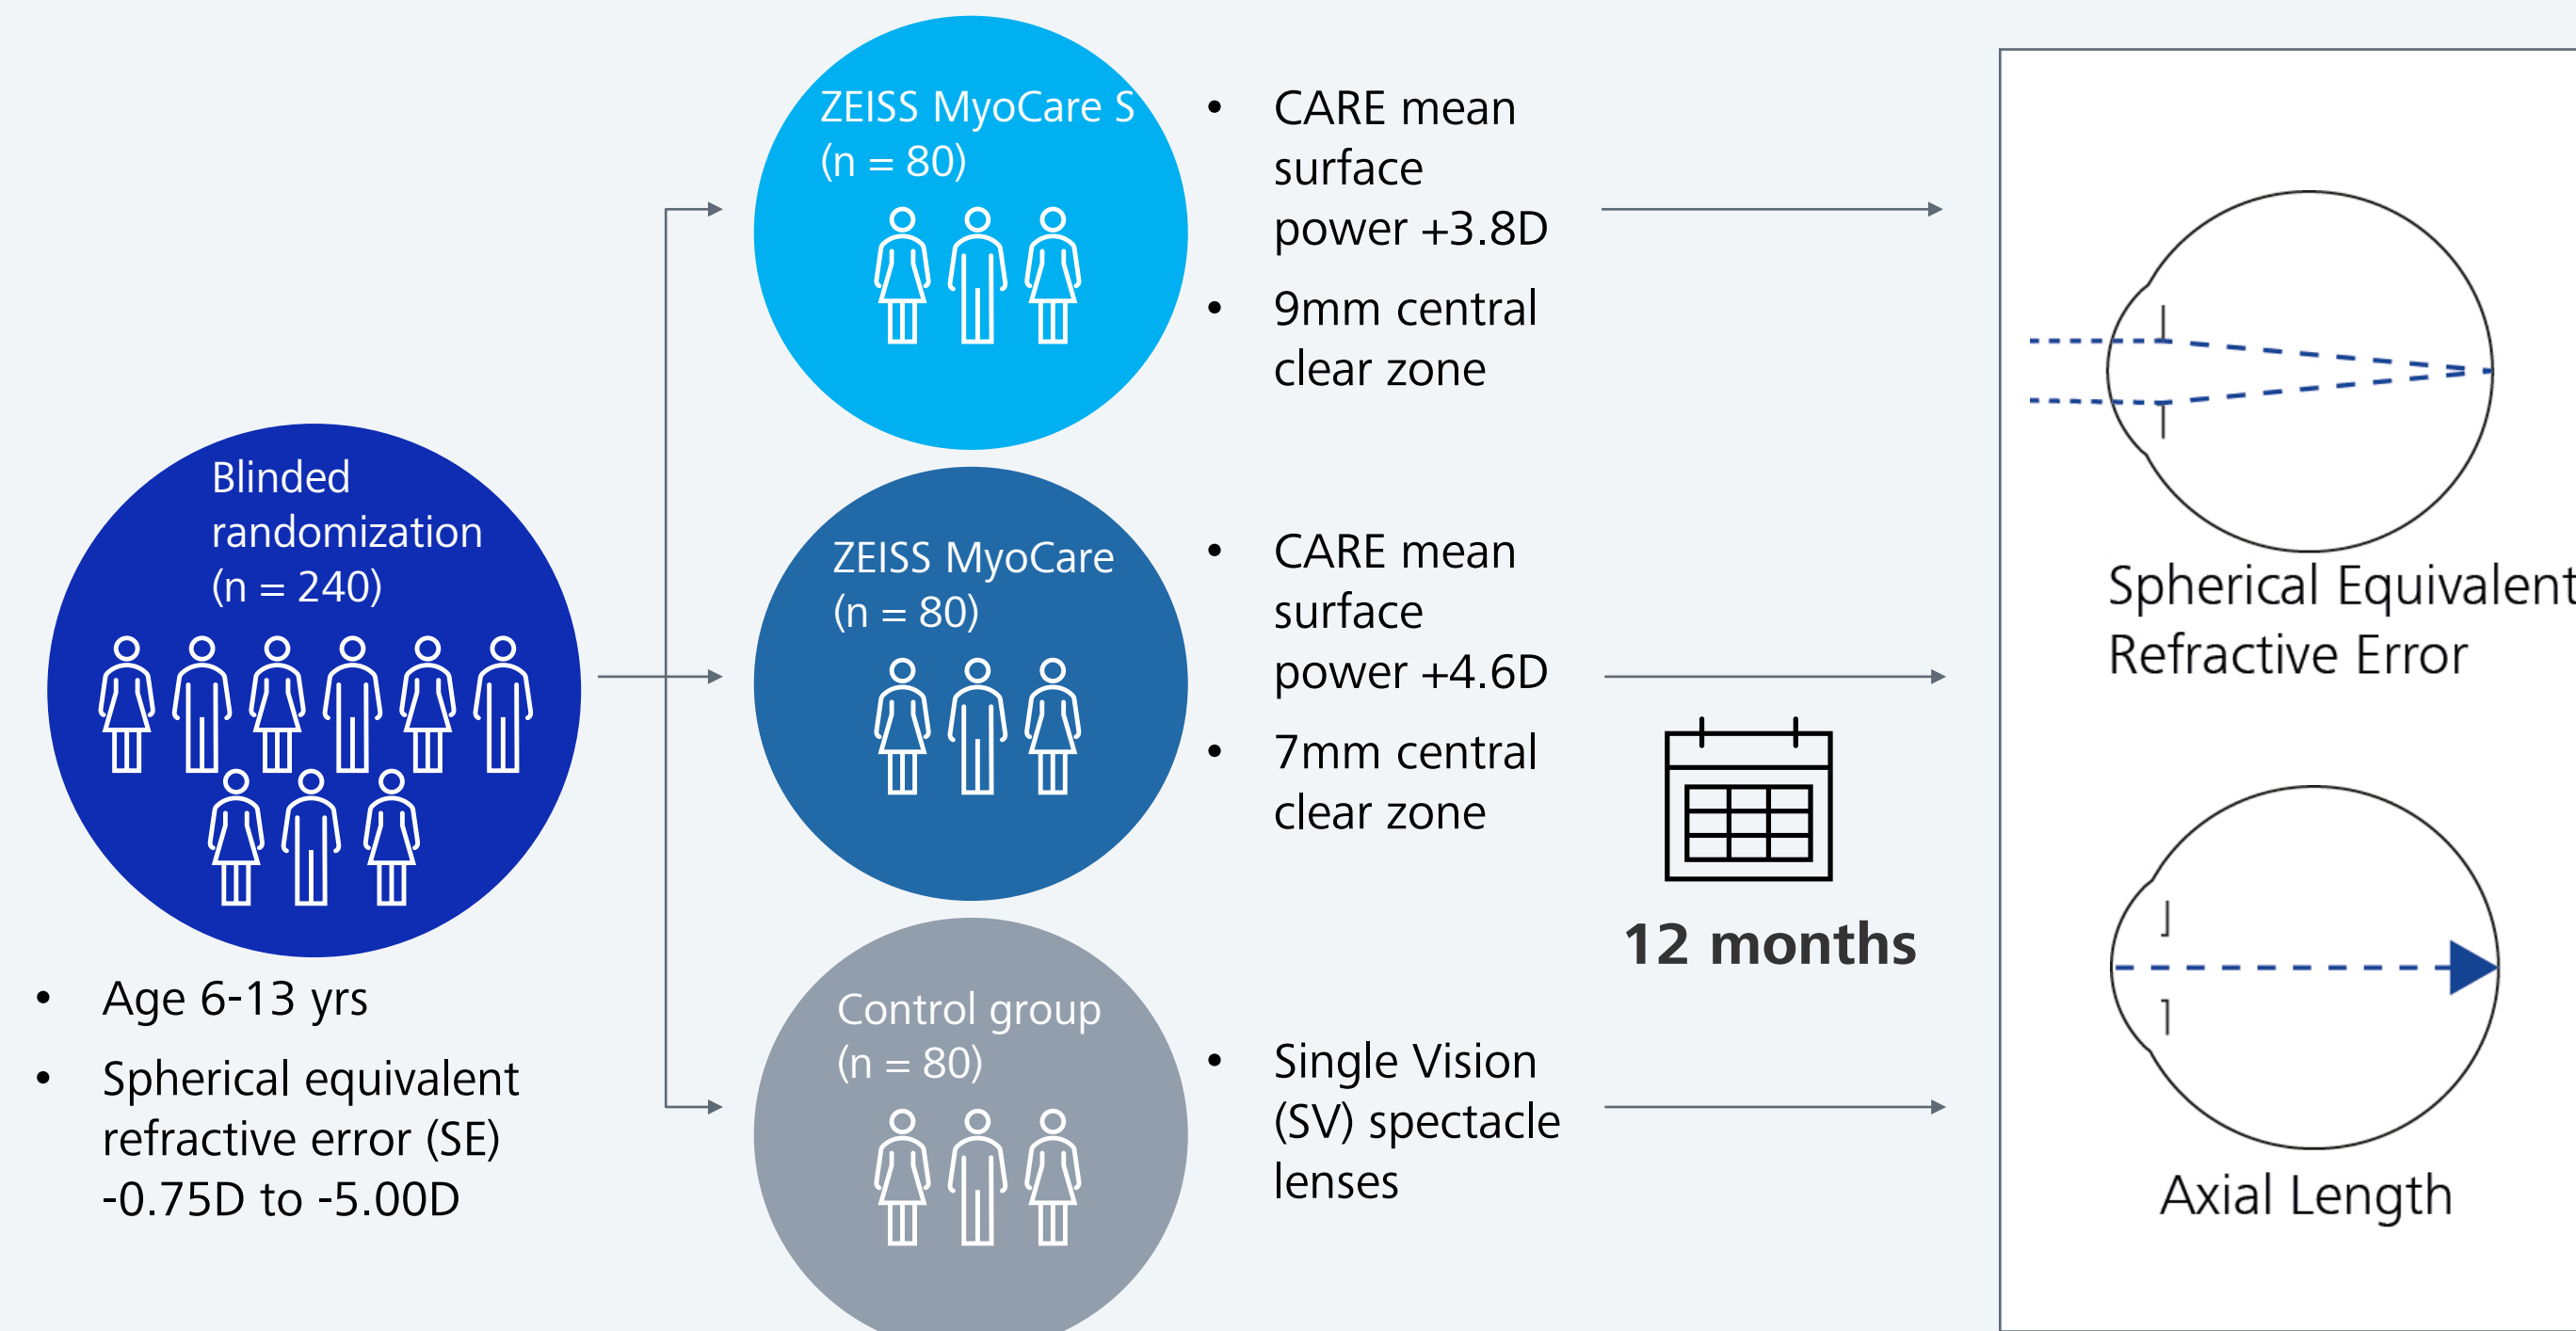 Blinded
randomization
(n = 240)
• Age 6-13 yrs
• Spherical equivalent
refractive error (SE)
-0.75D to -5.00D
ZEISS MyoCare S
(n = 80)
• CARE mean
surface
power +3.8D
• 9mm central
clear zone
ZEISS MyoCare
(n = 80)
• CARE mean
surface
power +4.6D
• 7mm central
clear zone
Control group
(n = 80)
• Single Vision
(SV) spectacle
lenses
12 months
Spherical Equivalent
Refractive Error
Axial Length